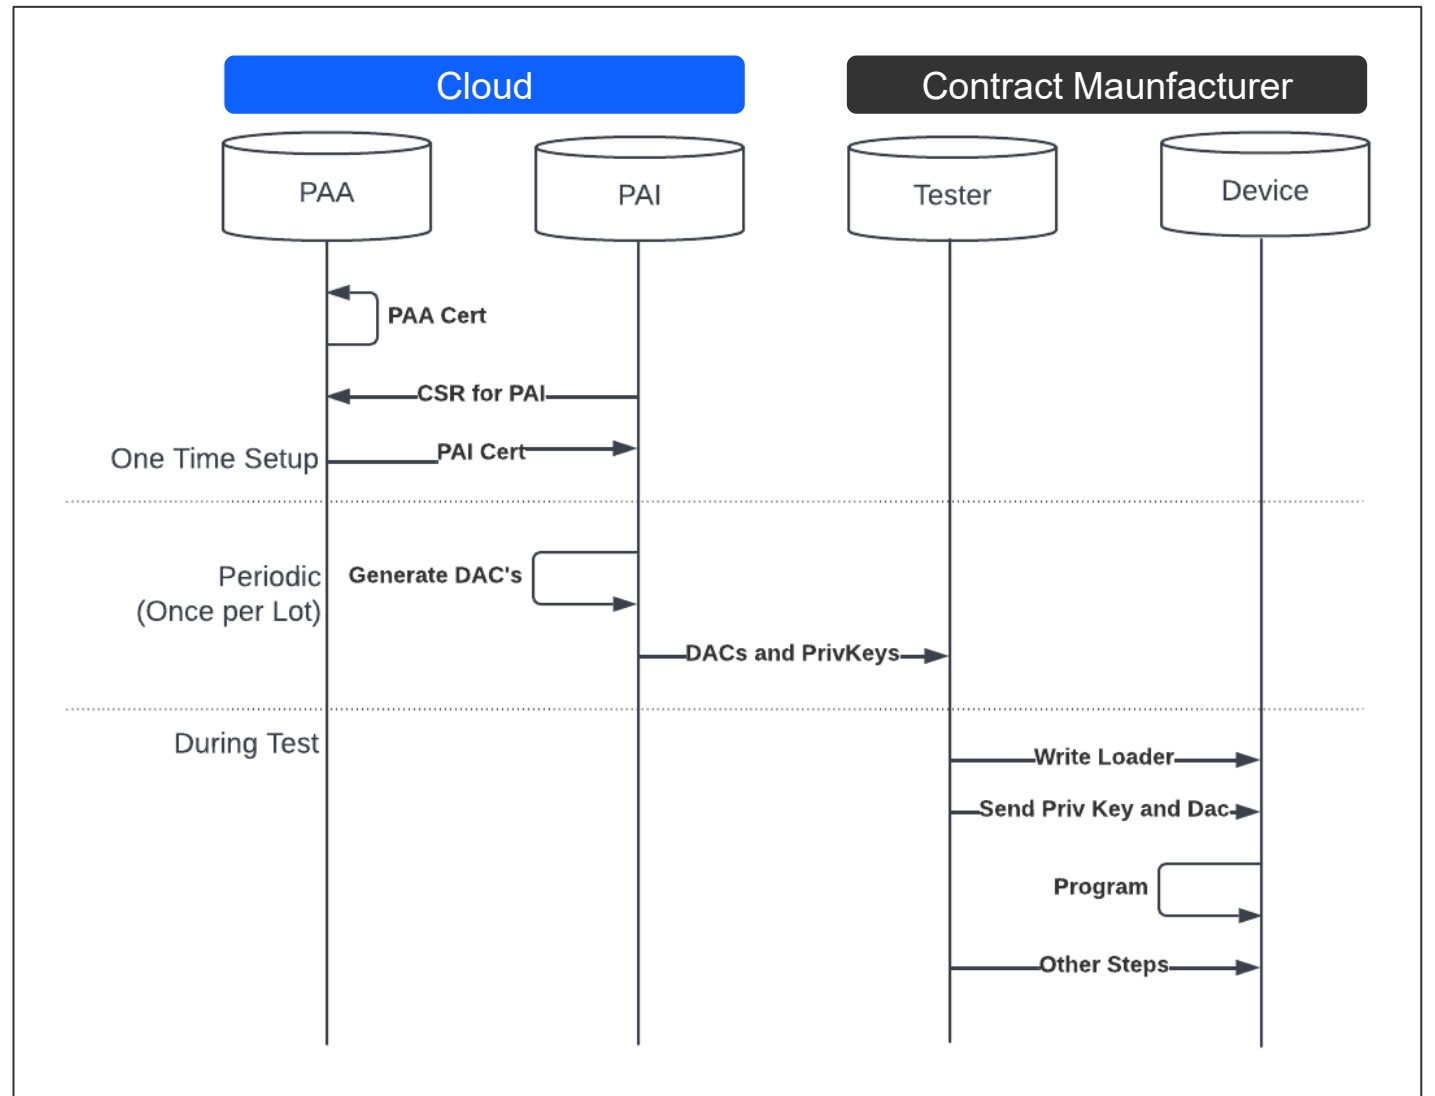 Cloud
Contract Maunfacturer
PAA
PAI
Tester
Device
PAA Cert
CSR for PAI
PAI Cert
One Time Setup
Generate DAC's
Periodic
(Once per Lot)
DACs and PrivKeys
During Test
Write Loader
Send Priv Key and Dac
Program
Other Steps